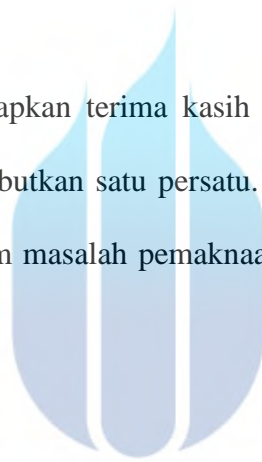 apkan terima kasih
butkan satu persatu.
n masalah pemaknaa